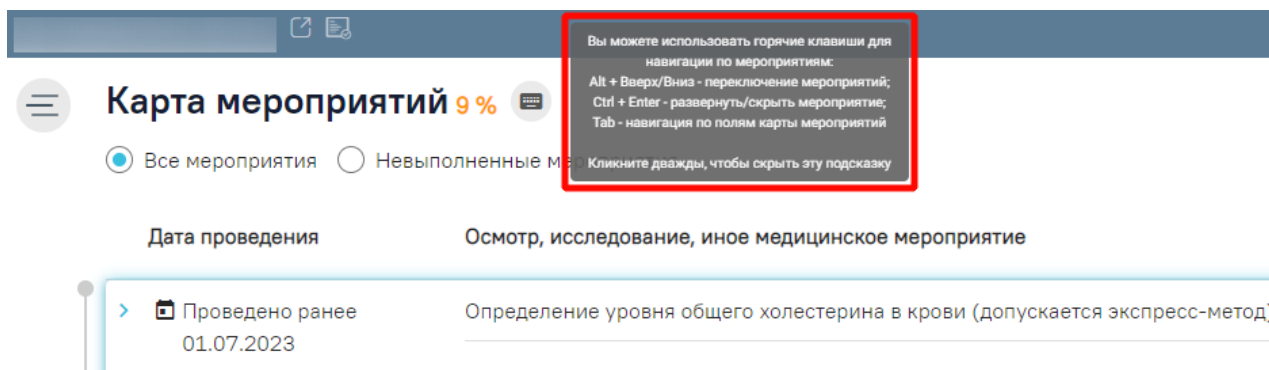 Вы можете использовать горячие клавиши для
навигации по мероприятиям:
Alt + Вверх/Вниз - переключение мероприятий;
Ctrl + Enter - развернуть/скрыть мероприятие;
Tab - навигация по полям карты мероприятий
Кликните дважды, чтобы скрыть эту подсказку
Карта мероприятий 9 %
Все мероприятия Невыполненные
Дата проведения Осмотр, исследование, иное медицинское мероприятие
Проведено ранее Определение уровня общего холестерина в крови (допускается экспресс-метод)
01.07.2023